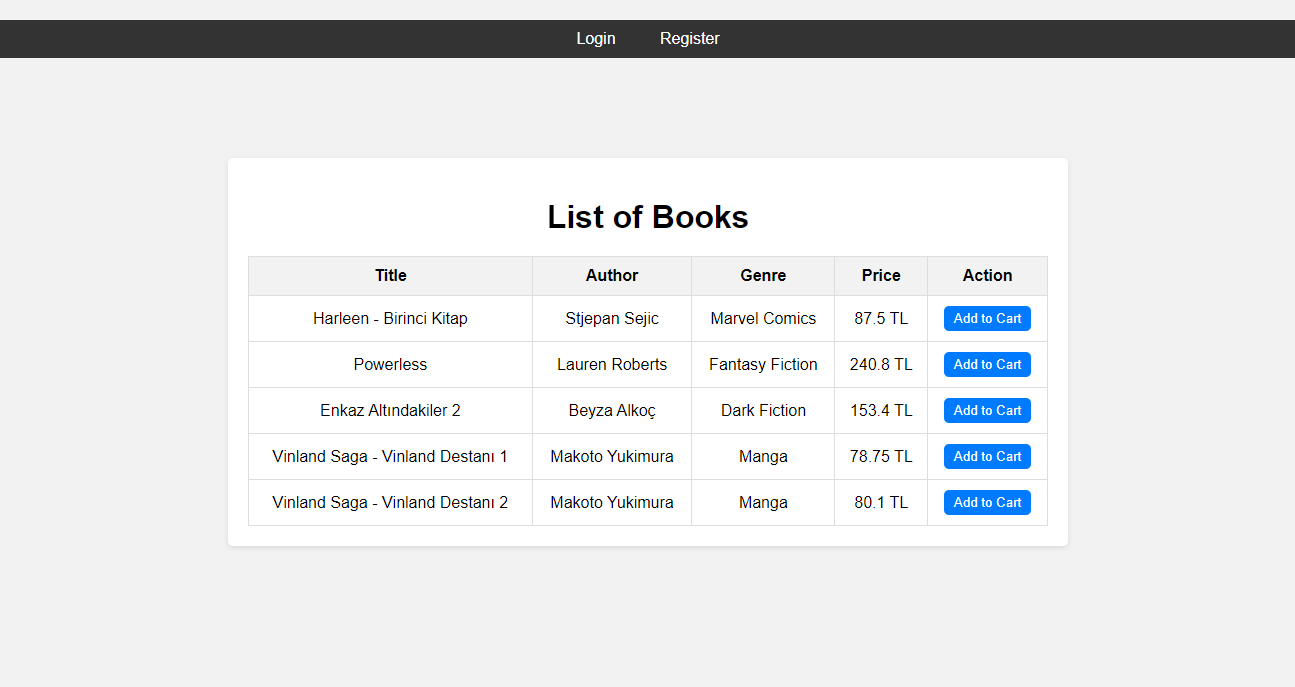 Login Register
List of Books
Title Author Genre Price Action
Harleen - Birinci Kitap Stjepan Sejic Marvel Comics 87.5 TL Add to Cart
Powerless Lauren Roberts Fantasy Fiction 240.8 TL Add to Cart
Enkaz Altındakiler 2 Beyza Alkoç Dark Fiction 153.4 TL Add to Cart
Vinland Saga - Vinland Destanı 1 Makoto Yukimura Manga 78.75 TL Add to Cart
Vinland Saga - Vinland Destanı 2 Makoto Yukimura Manga 80.1 TL Add to Cart